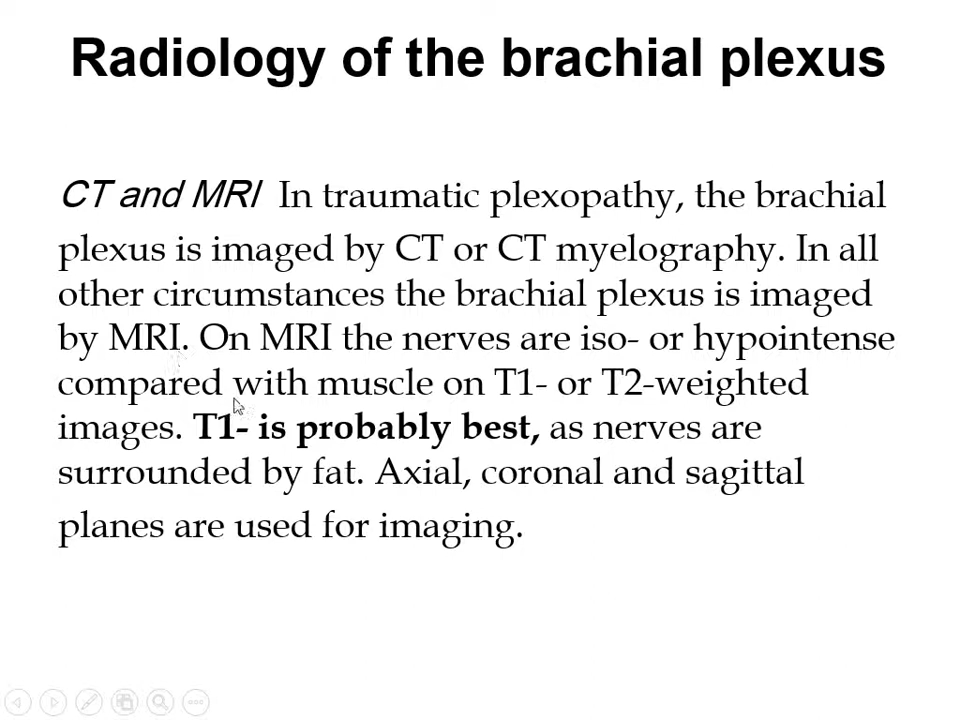 Radiology of the brachial plexus
CT and MRI In traumatic plexopathy, the brachial
plexus is imaged by CT or CT myelography. In all
other circumstances the brachial plexus is imaged
by MRI. On MRI the nerves are iso- or hypointense
compared with muscle on T1- or T2-weighted
images. T1- is probably best, as nerves are
surrounded by fat. Axial, coronal and sagittal
planes are used for imaging.